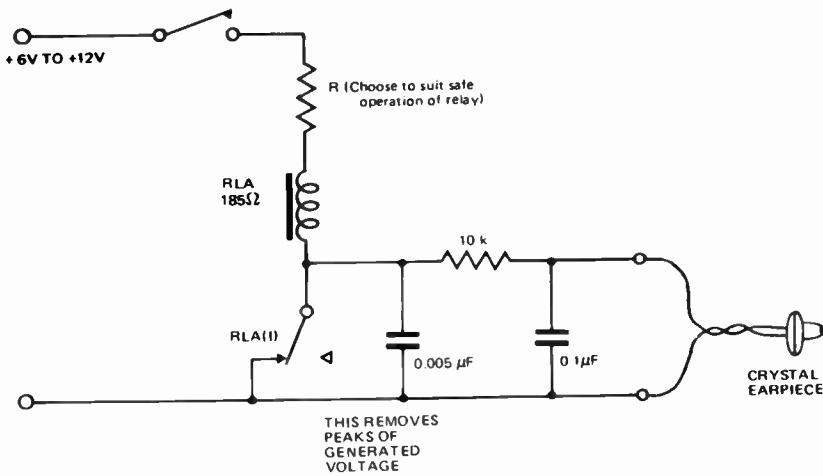 + 6V TO +12V
R (Choose to suit safe
operation of relay)
RLA
185Ω
10 k
RLA(1)
0.005 µF
0 1µF
CRYSTAL
EARPIECE
THIS REMOVES
PEAKS OF
GENERATED
VOLTAGE